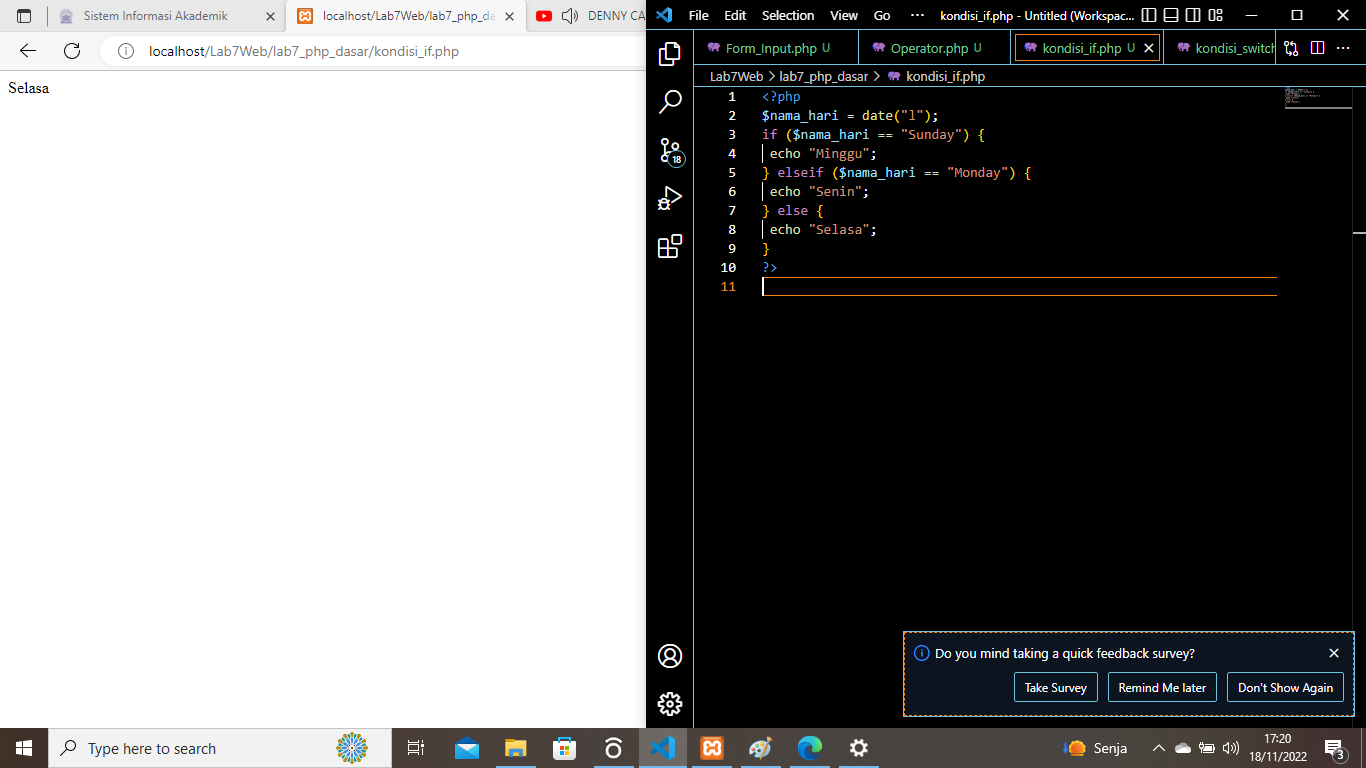 Sistem Informasi Akademik
localhost/Lab7Web/lab7_php_da
DENNY CA
localhost/Lab7Web/lab7_php_dasar/kondisi_if.php
Selasa
File Edit Selection View Go ··· kondisi_if.php - Untitled (Workspac...
Form_Input.php U
Operator.php U
kondisi_if.php U
kondisi_switch
Lab7Web > lab7_php_dasar > kondisi_if.php
1 <?php
2 $nama_hari = date("l");
3 if ($nama_hari == "Sunday") {
4 echo "Minggu";
5 } elseif ($nama_hari == "Monday") {
6 echo "Senin";
7 } else {
8 echo "Selasa";
9 }
10 ?>
11
18
Do you mind taking a quick feedback survey?
Take Survey
Remind Me later
Don't Show Again
Type here to search
Senja
17:20
18/11/2022
3